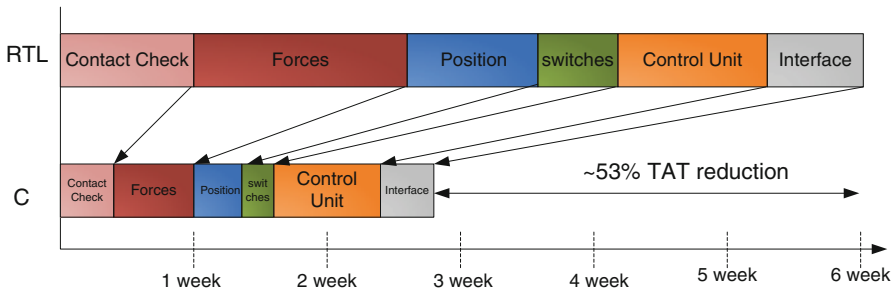 RTL
Contact Check
Forces
Position
switches
Control Unit
Interface
C
Contact
Check
Forces
Position
swit
ches
Control
Unit
Interface
~53% TAT reduction
1 week
2 week
3 week
4 week
5 week
6 week